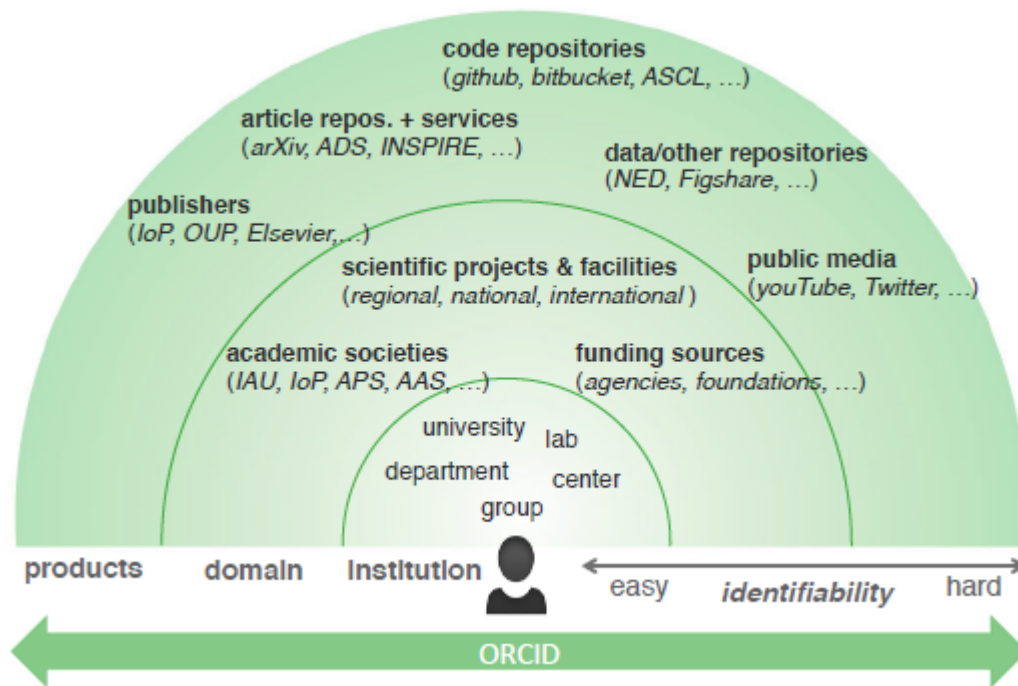 code repositories
(github, bitbucket, ASCL, …)
article repos. + services
(arXiv, ADS, INSPIRE, …)
data/other repositories
(NED, Figshare, …)
publishers
(IoP, OUP, Elsevier,…)
scientific projects & facilities
(regional, national, international )
public media
(youTube, Twitter, …)
academic societies
(IAU, IoP, APS, AAS, …)
funding sources
(agencies, foundations, …)
university
lab
department
center
group
products domain institution
easy identifiability hard
ORCID